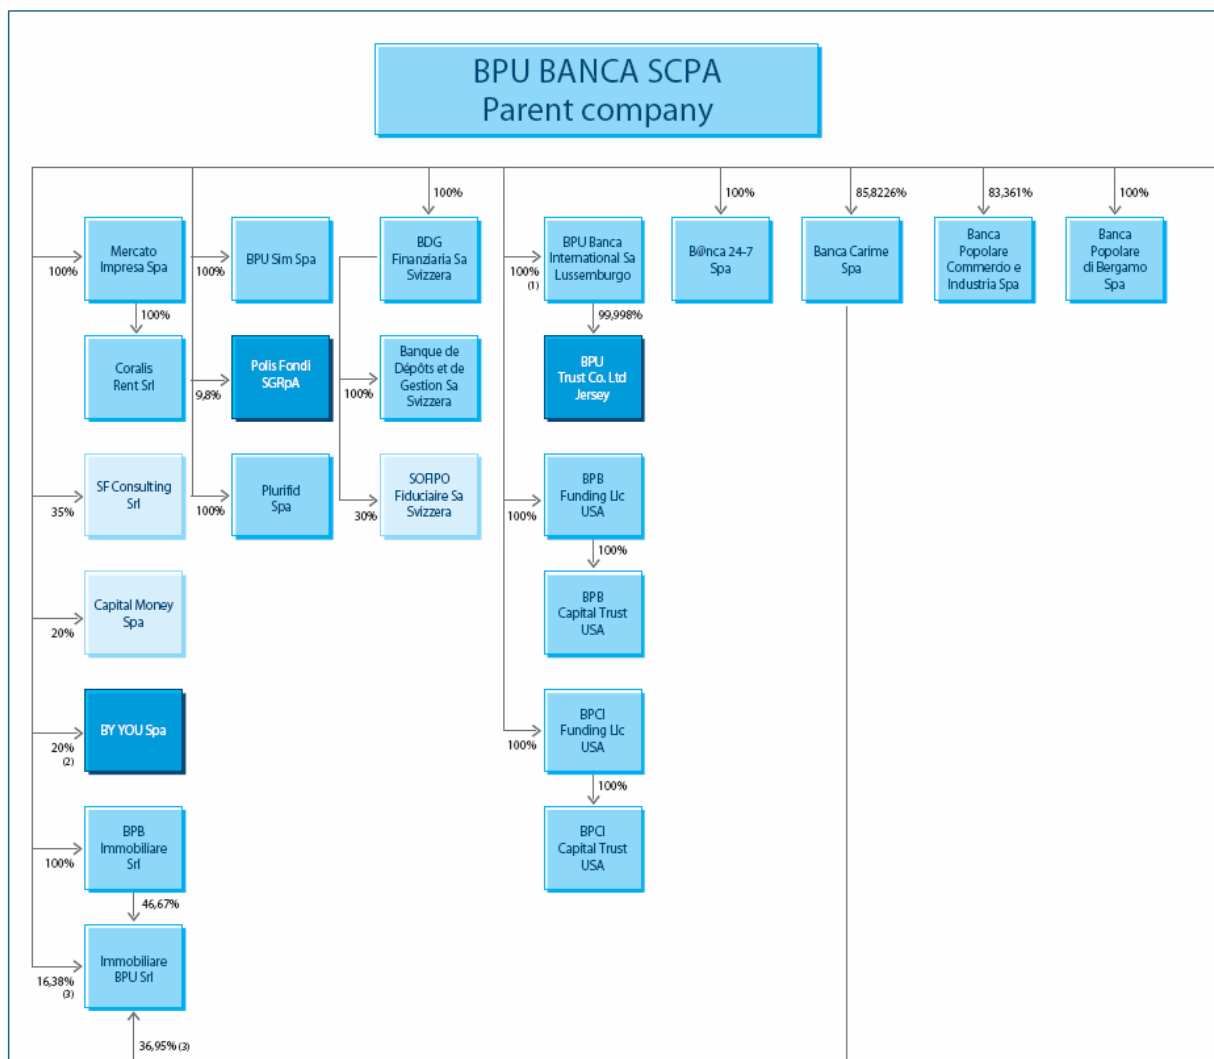 BPU BANCA SCPA
Parent company
100%
100%
85,8226%
83,361%
100%
Mercato
Impresa Spa
100%
BPU Sim Spa
100%
BDG
Finanziaria Sa
Svizzera
BPU Banca
International Sa
Lussemburgo
100%
(1)
B@nca 24-7
Spa
Banca Carime
Spa
Banca
Popolare
Commercio e
Industria Spa
Banca
Popolare
di Bergamo
Spa
100%
99,998%
Coralis
Rent Srl
Polis Fondi
SGRpA
9,8%
Banque de
Dépôts et de
Gestion Sa
Svizzera
100%
BPU
Trust Co. Ltd
Jersey
SF Consulting
Srl
35%
Plurifid
Spa
100%
SOFIPO
Fiduciaire Sa
Svizzera
30%
BPB
Funding Llc
USA
100%
100%
Capital Money
Spa
20%
BPB
Capital Trust
USA
BY YOU Spa
20%
(2)
BPCI
Funding Llc
USA
100%
100%
BPB
Immobiliare
Srl
100%
BPCI
Capital Trust
USA
46,67%
Immobiliare
BPU Srl
16,38%
(3)
36,95% (3)